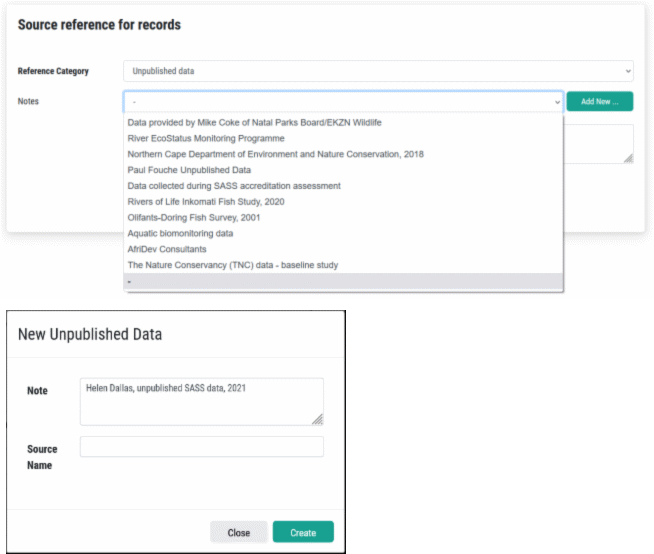 Source reference for records
Reference Category
Unpublished data
Notes
-
Add New ...
Data provided by Mike Coke of Natal Parks Board/EKZN Wildlife
River EcoStatus Monitoring Programme
Northern Cape Department of Environment and Nature Conservation, 2018
Paul Fouche Unpublished Data
Data collected during SASS accreditation assessment
Rivers of Life Inkomati Fish Study, 2020
Olifants-Doring Fish Survey, 2001
Aquatic biomonitoring data
AfriDev Consultants
The Nature Conservancy (TNC) data - baseline study
-
New Unpublished Data
Note
Helen Dallas, unpublished SASS data, 2021
Source
Name
Close
Create